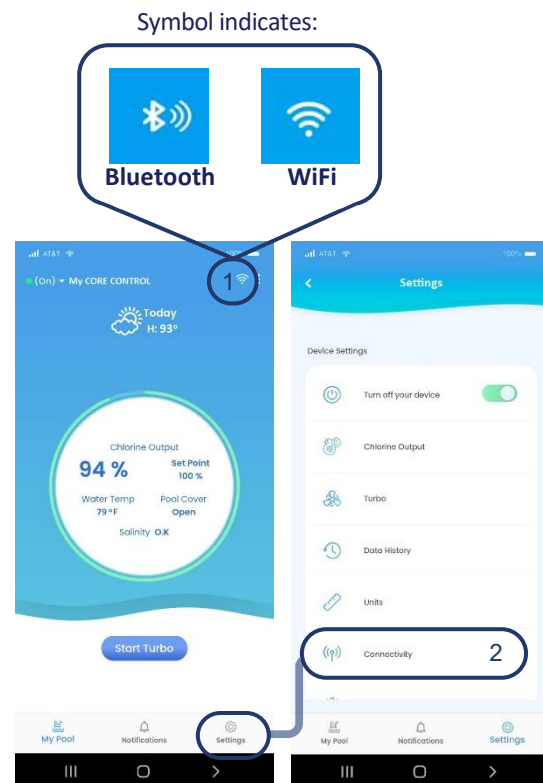 Symbol indicates:
Bluetooth WiFi
AT&T 100%
(On) My CORE CONTROL 1
Today
H: 93°
Chlorine Output
94 % Set Point
100 %
Water Temp Pool Cover
79 °F Open
Salinity O.K
Start Turbo
My Pool Notifications Settings
AT&T 100%
Settings
Device Settings
Turn off your device
Chlorine Output
Turbo
Data History
Units
Connectivity 2
My Pool Notifications Settings